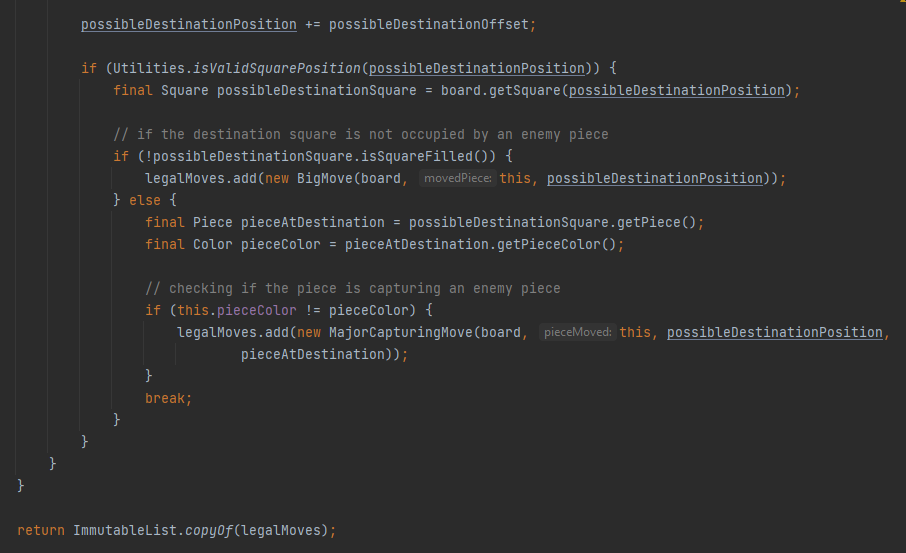 possibleDestinationPosition += possibleDestinationOffset;
if (Utilities.isValidSquarePosition(possibleDestinationPosition)) {
final Square possibleDestinationSquare = board.getSquare(possibleDestinationPosition);
// if the destination square is not occupied by an enemy piece
if (!possibleDestinationSquare.isSquareFilled()) {
legalMoves.add(new BigMove(board, movedPiece: this, possibleDestinationPosition));
} else {
final Piece pieceAtDestination = possibleDestinationSquare.getPiece();
final Color pieceColor = pieceAtDestination.getPieceColor();
// checking if the piece is capturing an enemy piece
if (this.pieceColor != pieceColor) {
legalMoves.add(new MajorCapturingMove(board, pieceMoved: this, possibleDestinationPosition,
pieceAtDestination));
}
break;
}
}
}
}
return ImmutableList.copyOf(legalMoves);